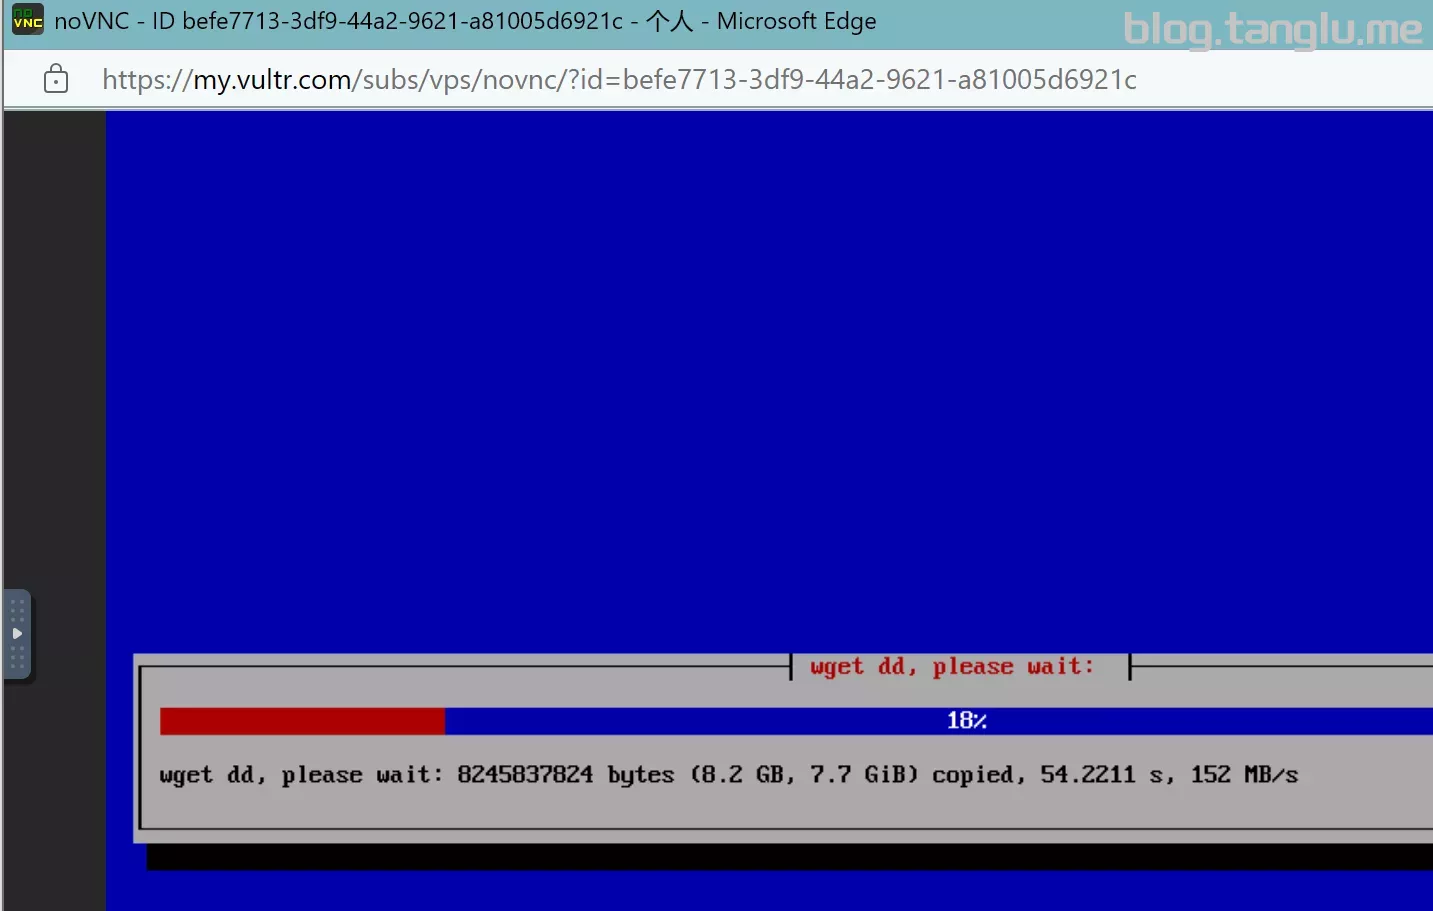 no
VNC
noVNC - ID befe7713-3df9-44a2-9621-a81005d6921c - 个人 - Microsoft Edge
blog.tanglu.me
https://my.vultr.com/subs/vps/novnc/?id=befe7713-3df9-44a2-9621-a81005d6921c
wget dd, please wait:
18%
wget dd, please wait: 8245837824 bytes (8.2 GB, 7.7 GiB) copied, 54.2211 s, 152 MB/s